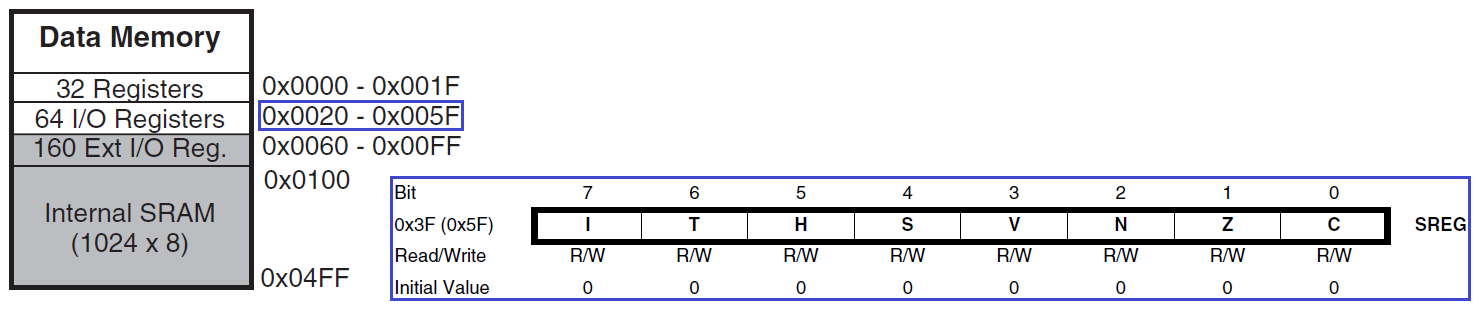 Data Memory
32 Registers 0x0000 - 0x001F
64 I/O Registers 0x0020 - 0x005F
160 Ext I/O Reg. 0x0060 - 0x00FF
0x0100
Internal SRAM
(1024 x 8)
0x04FF
Bit 7 6 5 4 3 2 1 0
0x3F (0x5F) I T H S V N Z C SREG
Read/Write R/W R/W R/W R/W R/W R/W R/W R/W
Initial Value 0 0 0 0 0 0 0 0